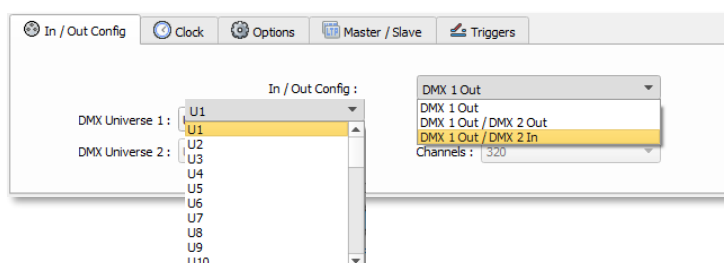 In / Out Config Clock Options Master / Slave Triggers
In / Out Config : DMX 1 Out
DMX 1 Out
DMX 1 Out / DMX 2 Out
DMX 1 Out / DMX 2 In
DMX Universe 1 : U1
DMX Universe 2 : Channels : 320
U1
U2
U3
U4
U5
U6
U7
U8
U9
U10